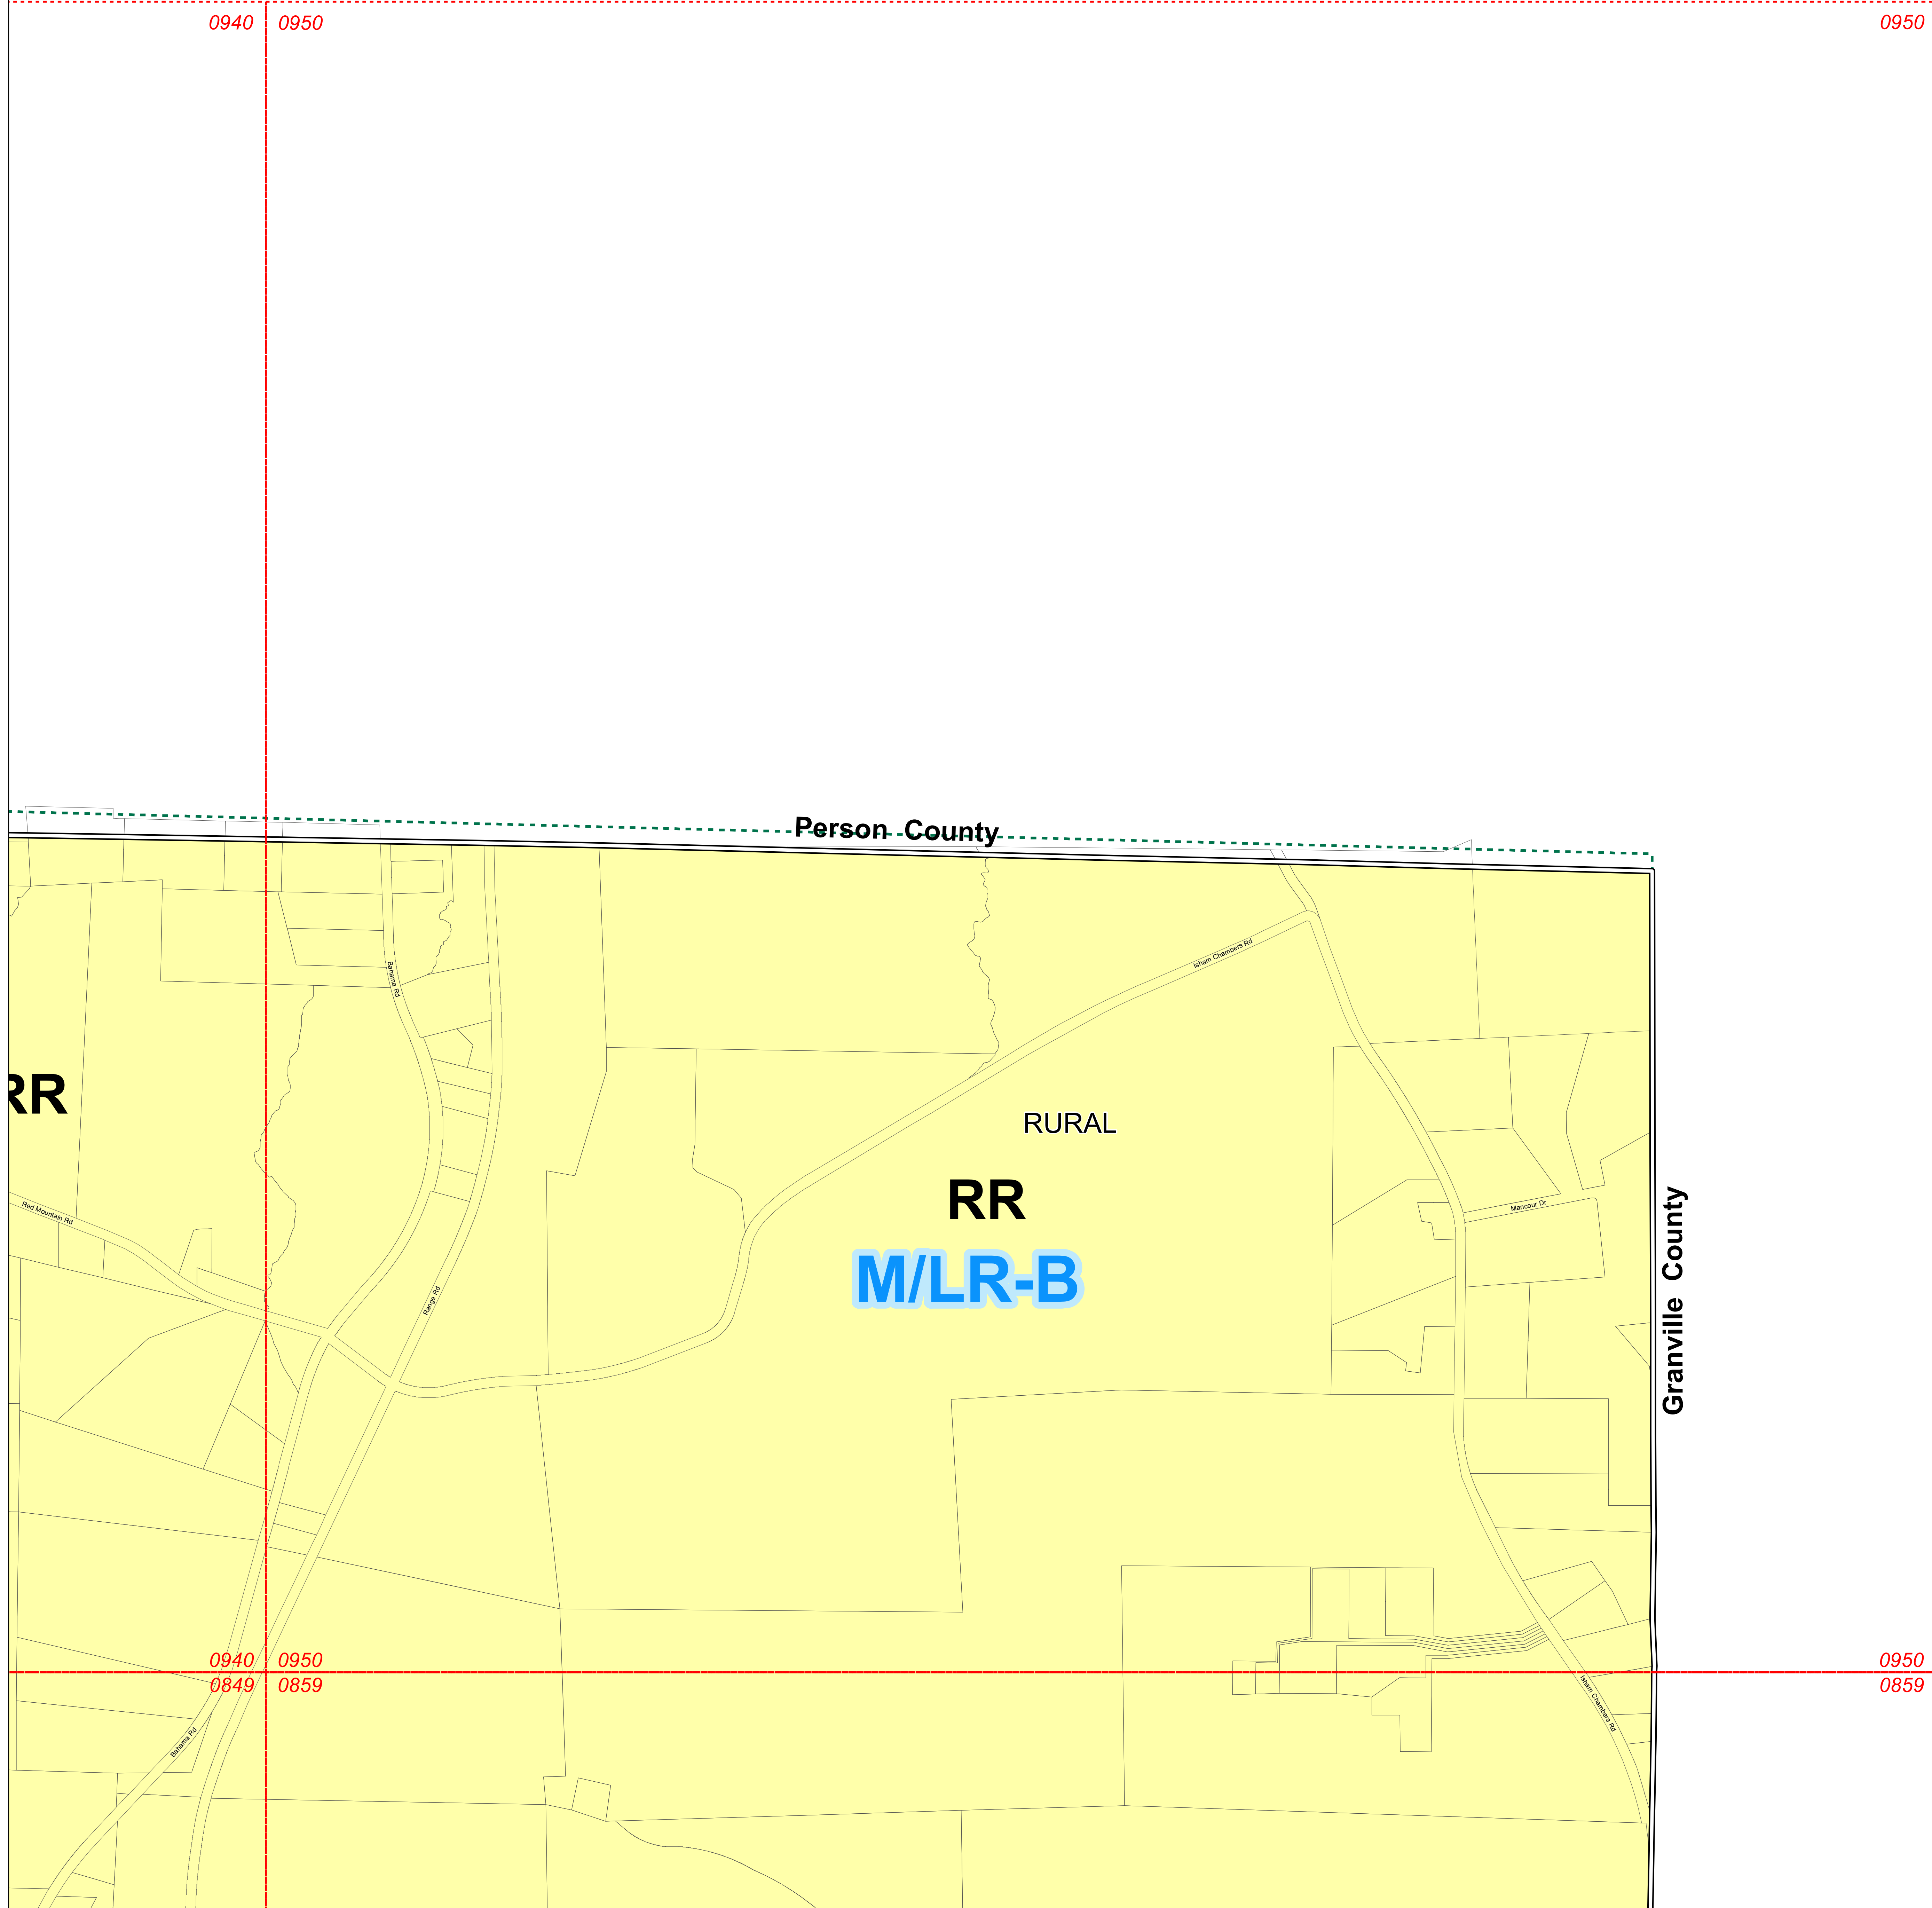 0940 0950 0950
Person County
Bahama Rd
Isham Chambers Rd
RR
RURAL
RR
Red Mountain Rd
Mancour Dr
Granville County
M/LR-B
Range Rd
0940 0950 0950
0849 0859 0859
Isham Chambers Rd
Bahama Rd